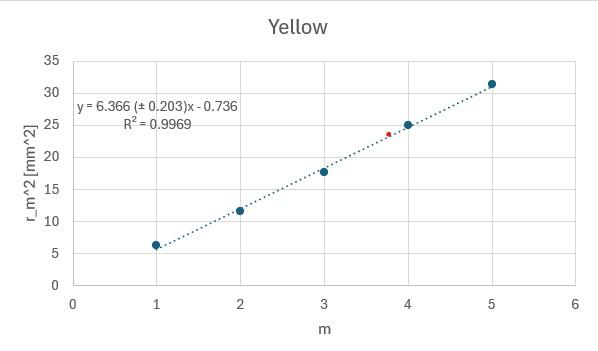 Yellow
35
30
25
20
15
10
5
0
y = 6.366 (± 0.203)x - 0.736
R² = 0.9969
r_m^2 [mm^2]
0 1 2 3 4 5 6
m